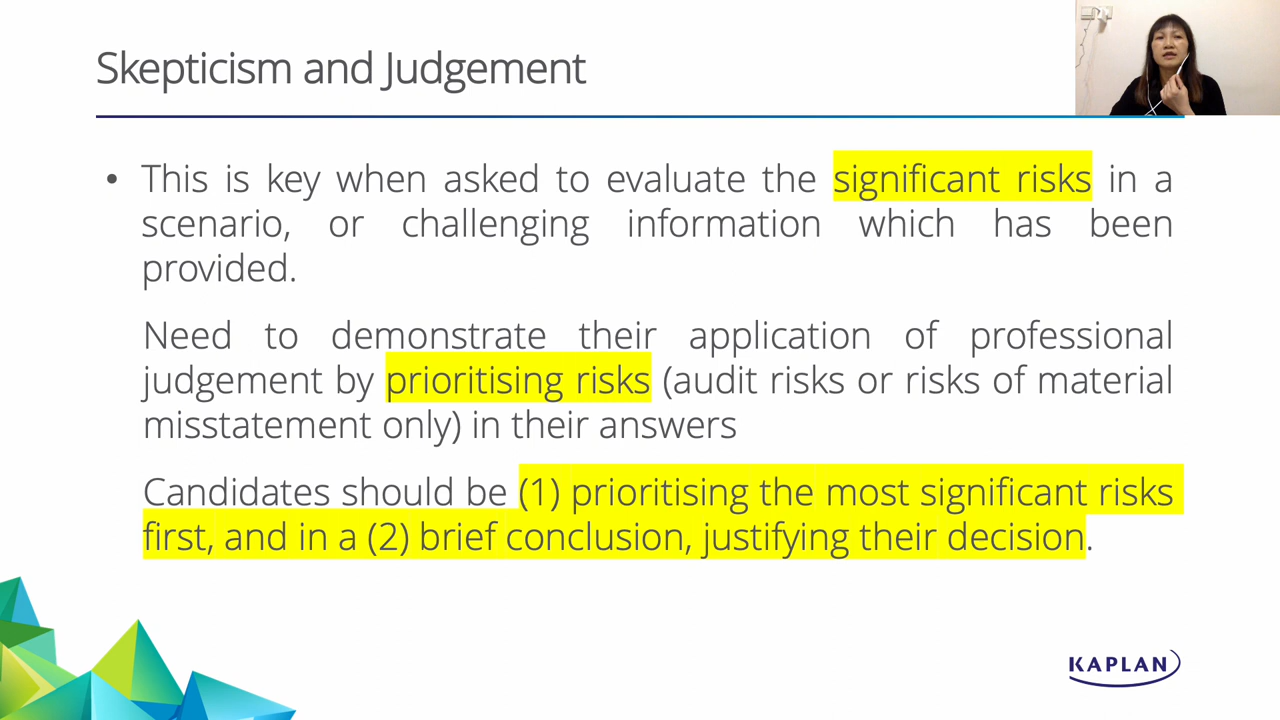 Skepticism and Judgement
• This is key when asked to evaluate the significant risks in a
scenario, or challenging information which has been
provided.
Need to demonstrate their application of professional
judgement by prioritising risks (audit risks or risks of material
misstatement only) in their answers
Candidates should be (1) prioritising the most significant risks
first, and in a (2) brief conclusion, justifying their decision.
KAPLAN